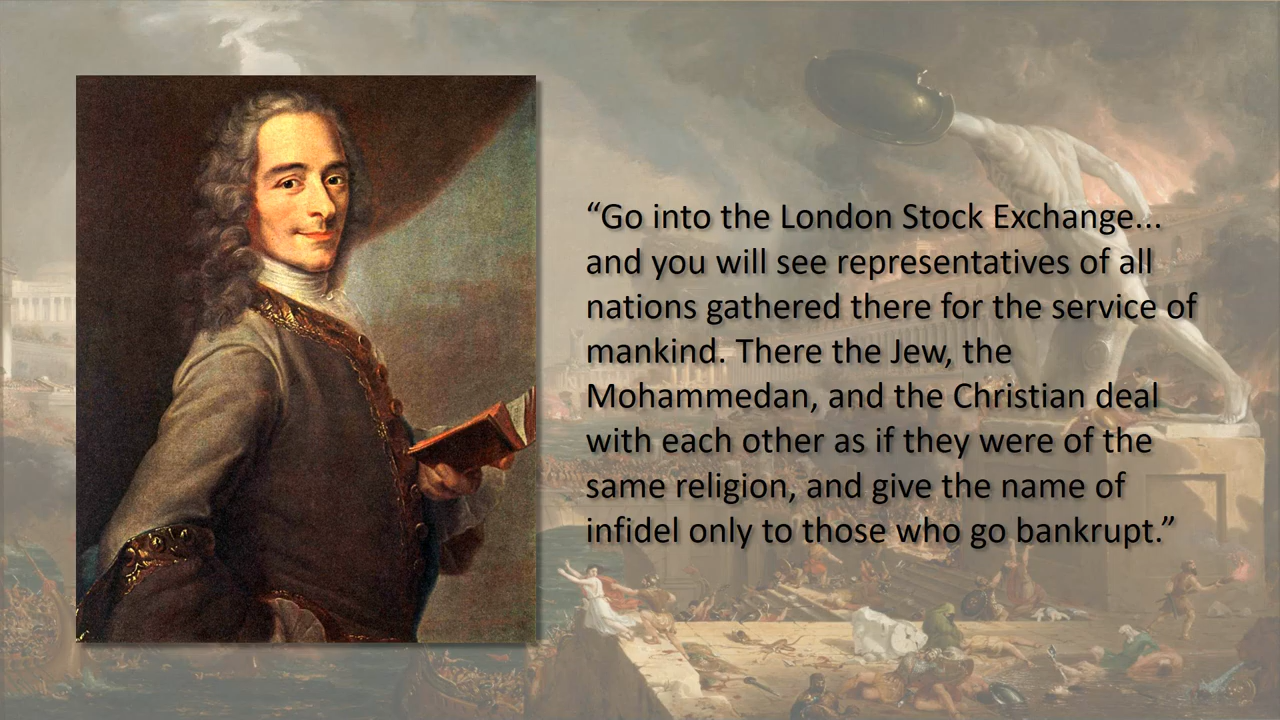 “Go into the London Stock Exchange...
and you will see representatives of all
nations gathered there for the service of
mankind. There the Jew, the
Mohammedan, and the Christian deal
with each other as if they were of the
same religion, and give the name of
infidel only to those who go bankrupt.”